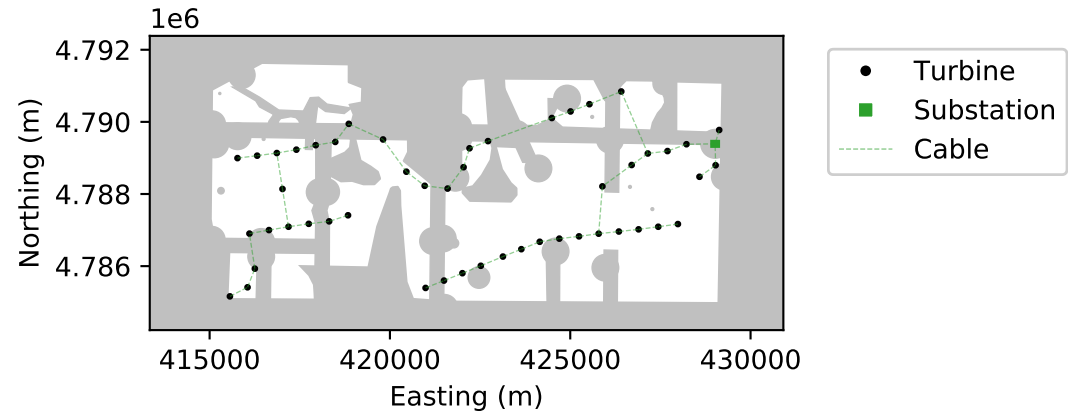 1e6
4.792
4.790
4.788
4.786
Northing (m)
415000 420000 425000 430000
Easting (m)
Turbine
Substation
Cable